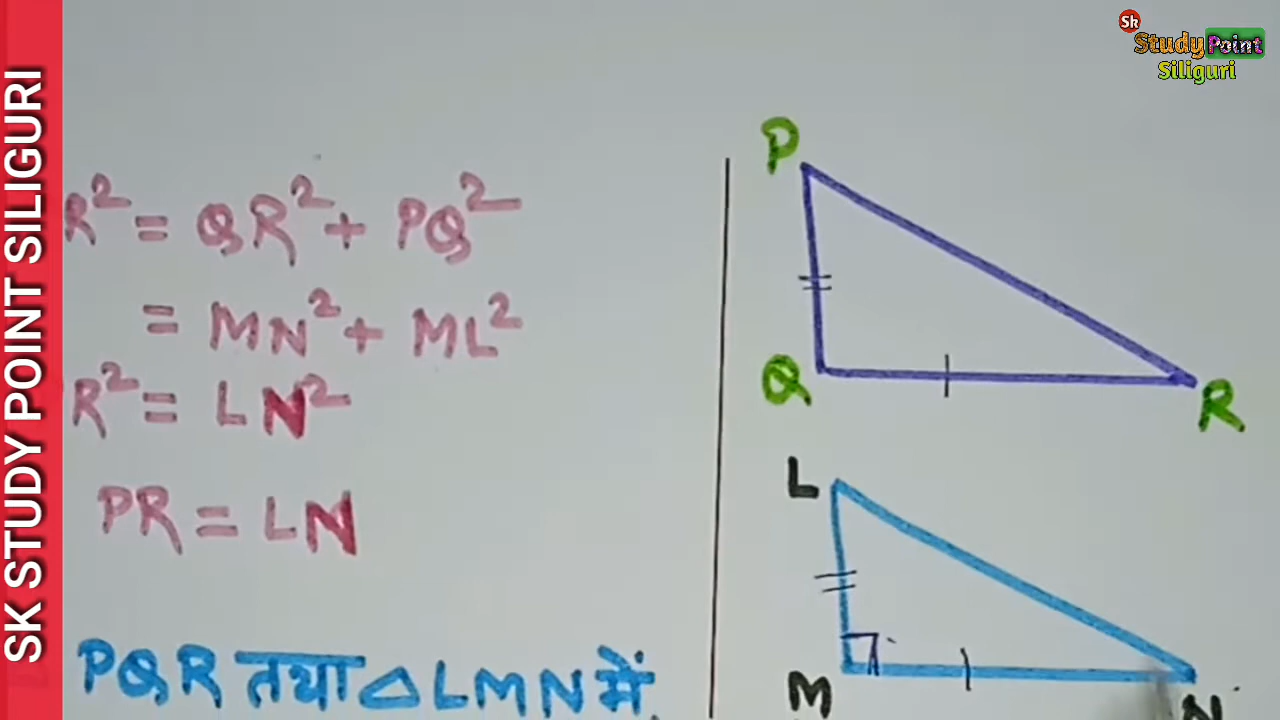 SK STUDY POINT SILIGURI
Sk
Study Point
Siliguri
R² = QR² + PQ²
= MN² + ML²
R² = LN²
PR = LN
PQR तथा △LMN में
P
Q
R
L
M
N